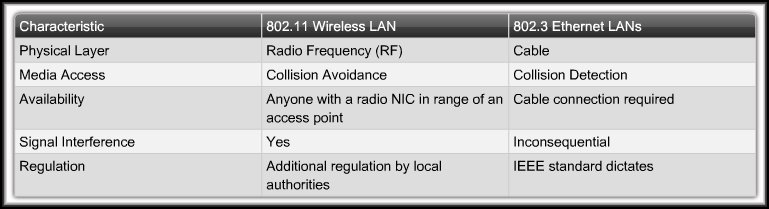 Characteristic 802.11 Wireless LAN 802.3 Ethernet LANs
Physical Layer Radio Frequency (RF) Cable
Media Access Collision Avoidance Collision Detection
Availability Anyone with a radio NIC in range of an Cable connection required
access point
Signal Interference Yes Inconsequential
Regulation Additional regulation by local IEEE standard dictates
authorities